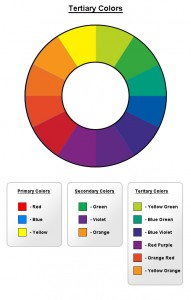 Tertiary Colors
Primary Colors
- Red
- Blue
- Yellow
Secondary Colors
- Green
- Violet
- Orange
Teritary Colors
- Yellow Green
- Blue Green
- Blue Violet
- Red Purple
- Orange Red
- Yellow Orange